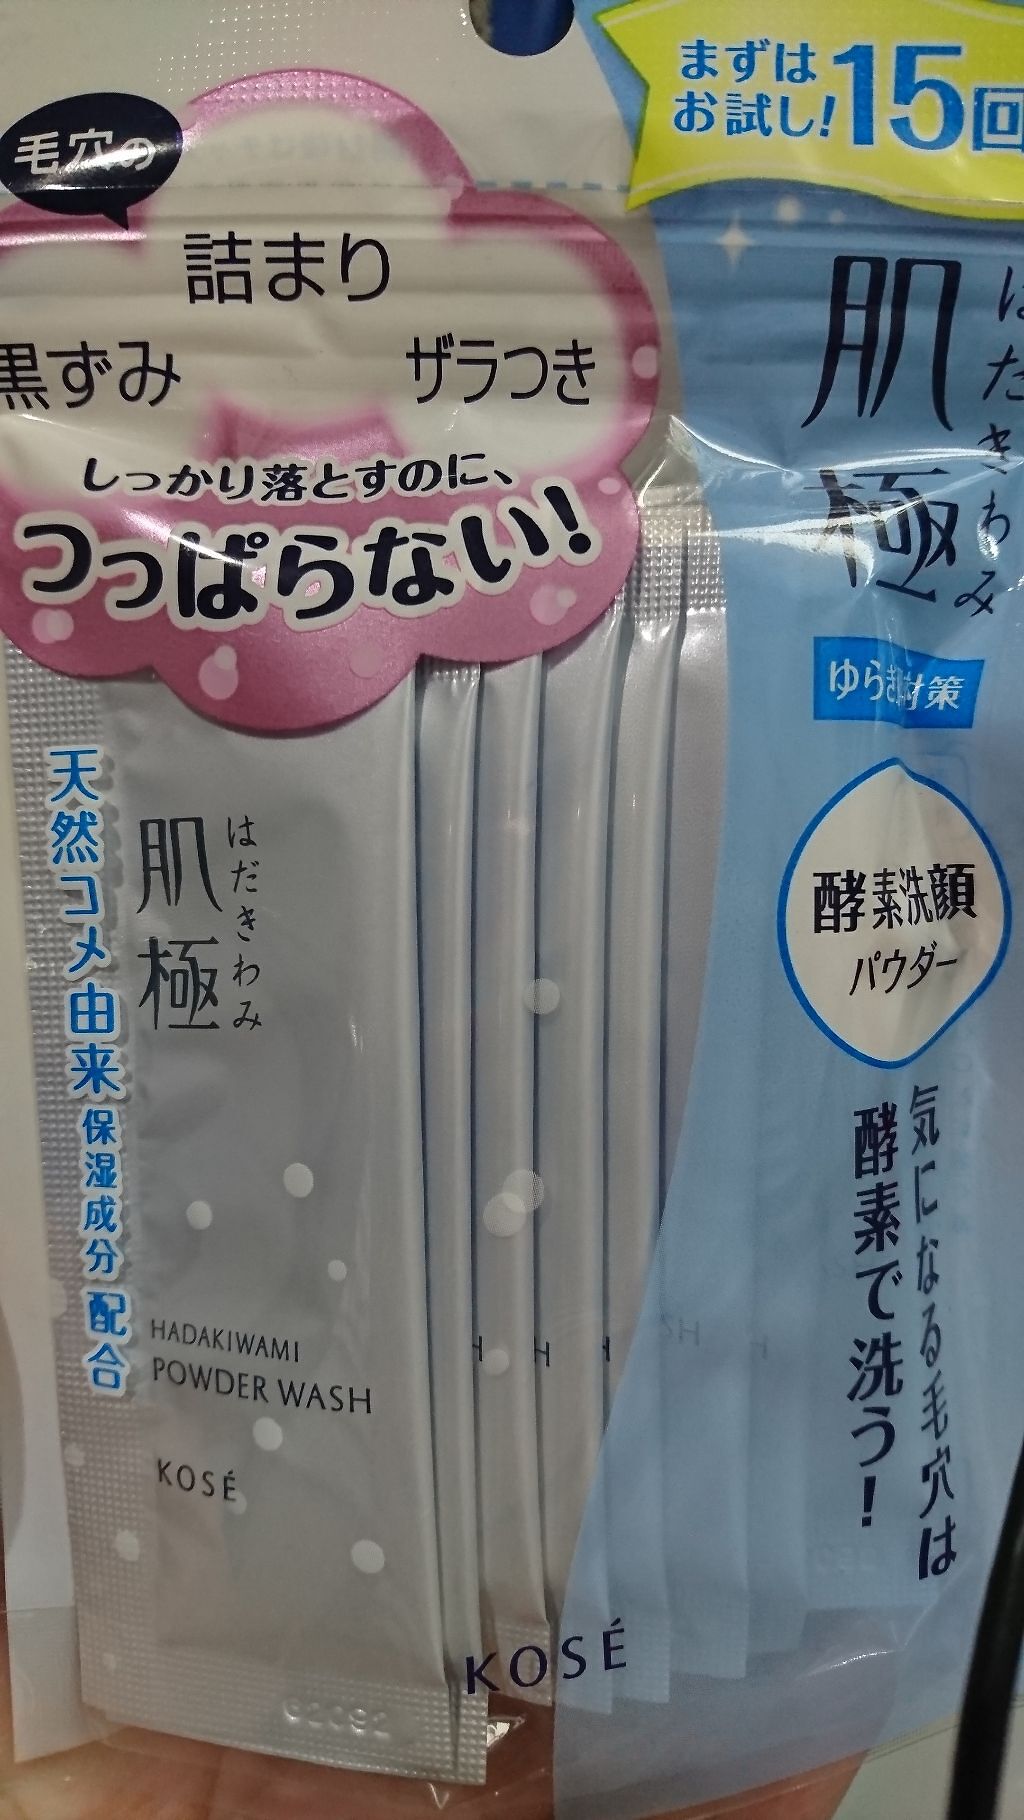 まずは
お試し!
15回
毛穴の
詰まり
黒ずみ
ザラつき
しっかり落とすのに、
つっぱらない!
肌極
はだきわみ
対策
酵素洗顔
パウダー
気になる毛穴は
酵素で洗う!
天然コメ由来保湿成分配合
肌極
はだきわみ
HADAKIWAMI
POWDER WASH
KOSÉ
KOSÉ